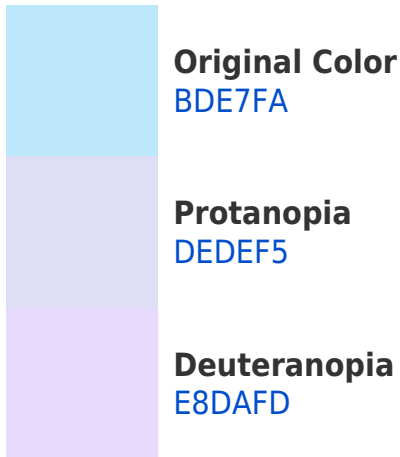 Original Color
BDE7FA
Protanopia
DEDEF5
Deuteranopia
E8DAFD